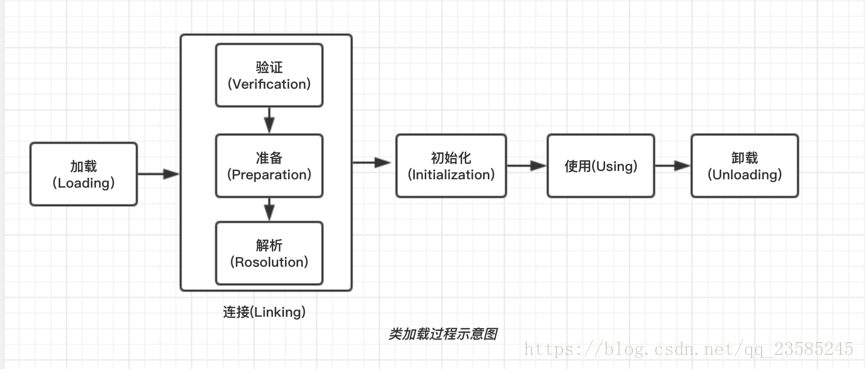 加载
(Loading)
验证
(Verification)
准备
(Preparation)
解析
(Rosolution)
连接(Linking)
初始化
(Initialization)
使用(Using)
卸载
(Unloading)
类加载过程示意图
https://blog.csdn.net/qq_23585245